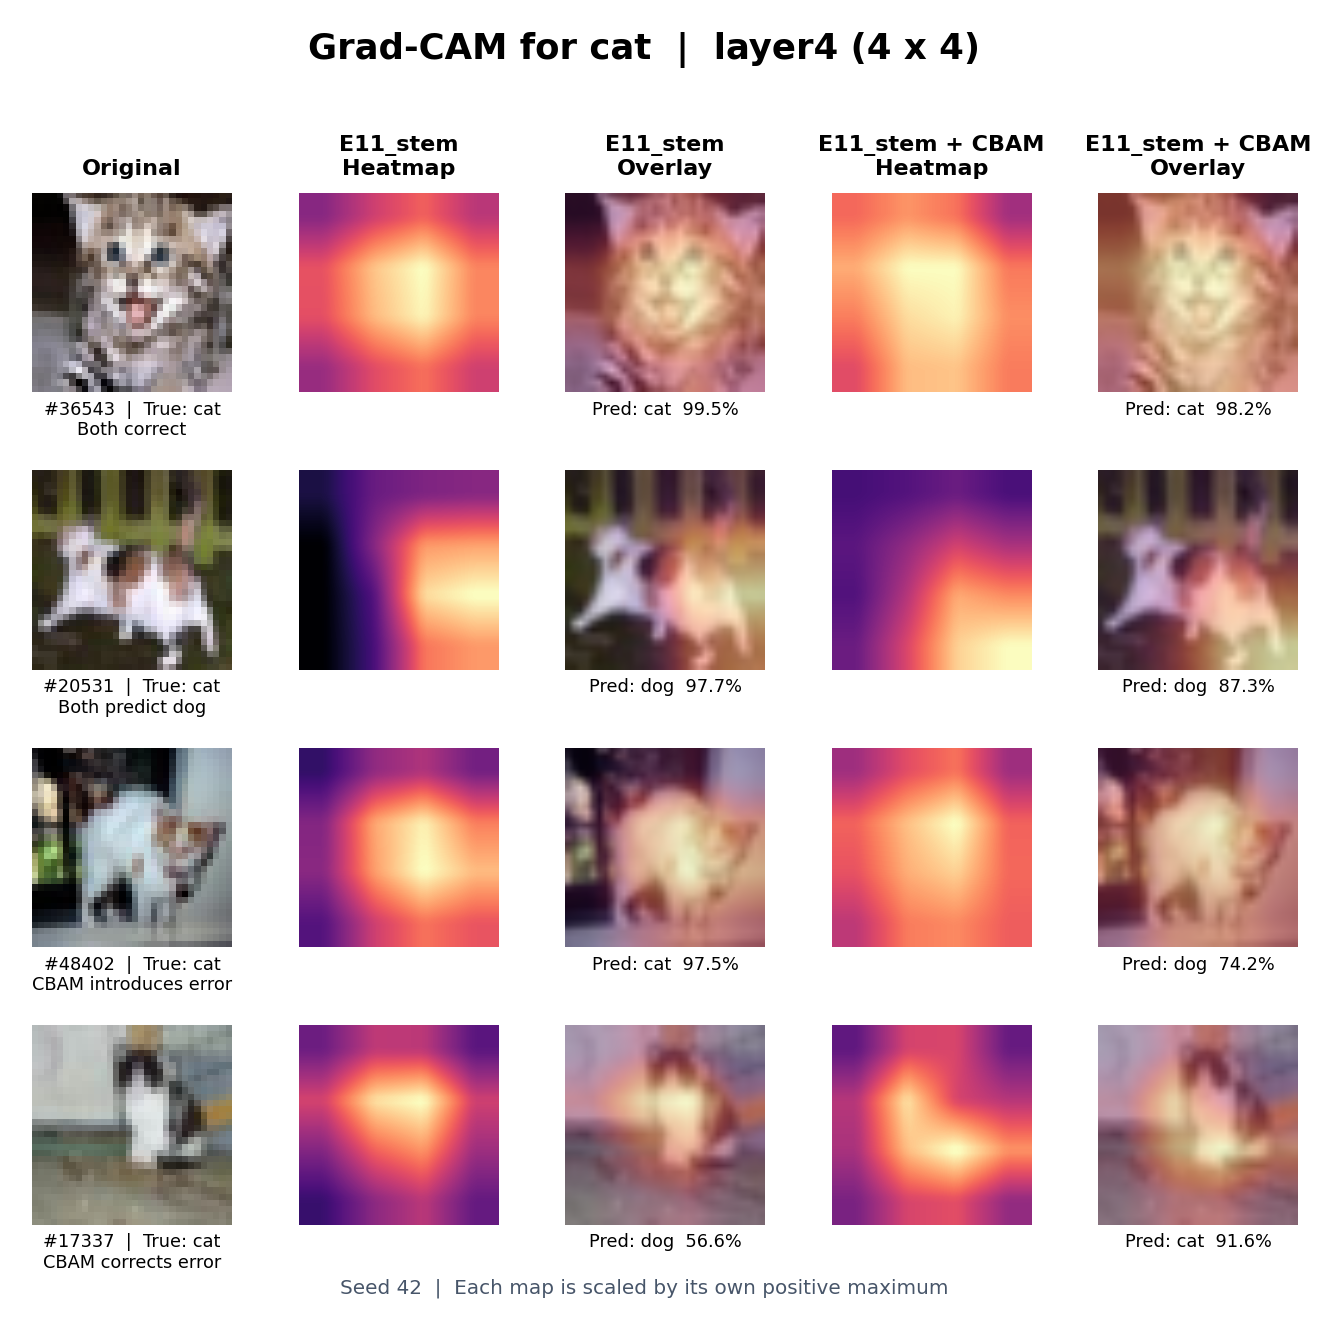 Grad-CAM for cat | layer4 (4 x 4)
Original
E11_stem
Heatmap
E11_stem
Overlay
E11_stem + CBAM
Heatmap
E11_stem + CBAM
Overlay
#36543 | True: cat
Both correct
Pred: cat 99.5%
Pred: cat 98.2%
#20531 | True: cat
Both predict dog
Pred: dog 97.7%
Pred: dog 87.3%
#48402 | True: cat
CBAM introduces error
Pred: cat 97.5%
Pred: dog 74.2%
#17337 | True: cat
CBAM corrects error
Pred: dog 56.6%
Pred: cat 91.6%
Seed 42 | Each map is scaled by its own positive maximum